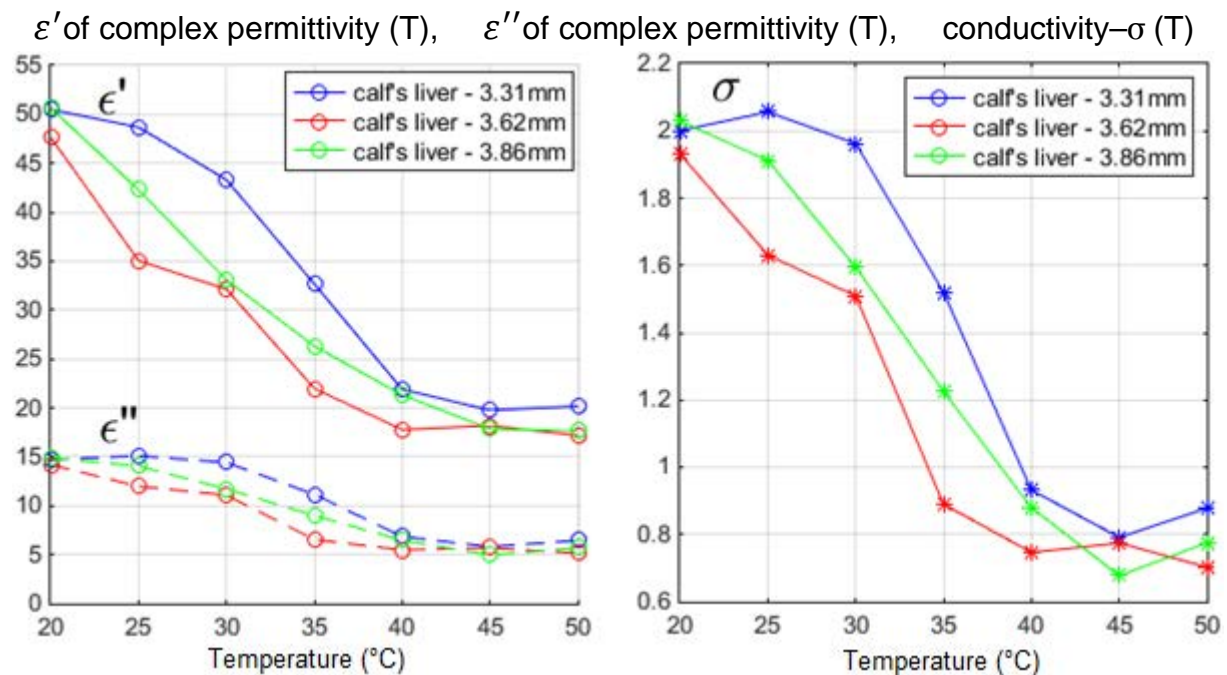 ε′of complex permittivity (T), ε′′of complex permittivity (T), conductivity–σ (T)
55
50
45
40
35
30
25
20
15
10
5
0
ϵ'
ϵ"
calf's liver - 3.31mm
calf's liver - 3.62mm
calf's liver - 3.86mm
20 25 30 35 40 45 50
Temperature (°C)
2.2
2
1.8
1.6
1.4
1.2
1
0.8
0.6
σ
calf's liver - 3.31mm
calf's liver - 3.62mm
calf's liver - 3.86mm
20 25 30 35 40 45 50
Temperature (°C)